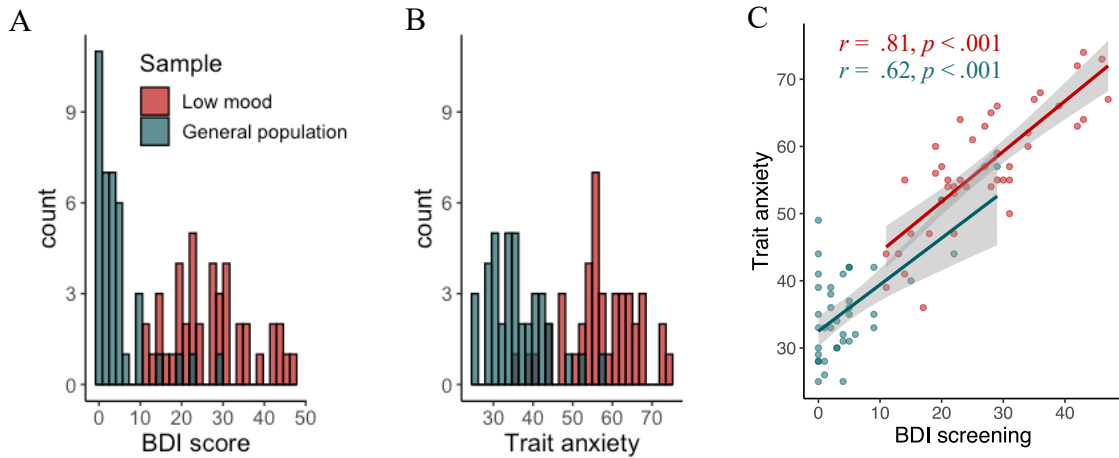 A
Sample
Low mood
General population
count
9
6
3
0
0 10 20 30 40 50
BDI score
B
count
9
6
3
0
30 40 50 60 70
Trait anxiety
C
r = .81, p < .001
r = .62, p < .001
Trait anxiety
70
60
50
40
30
0 10 20 30 40
BDI screening